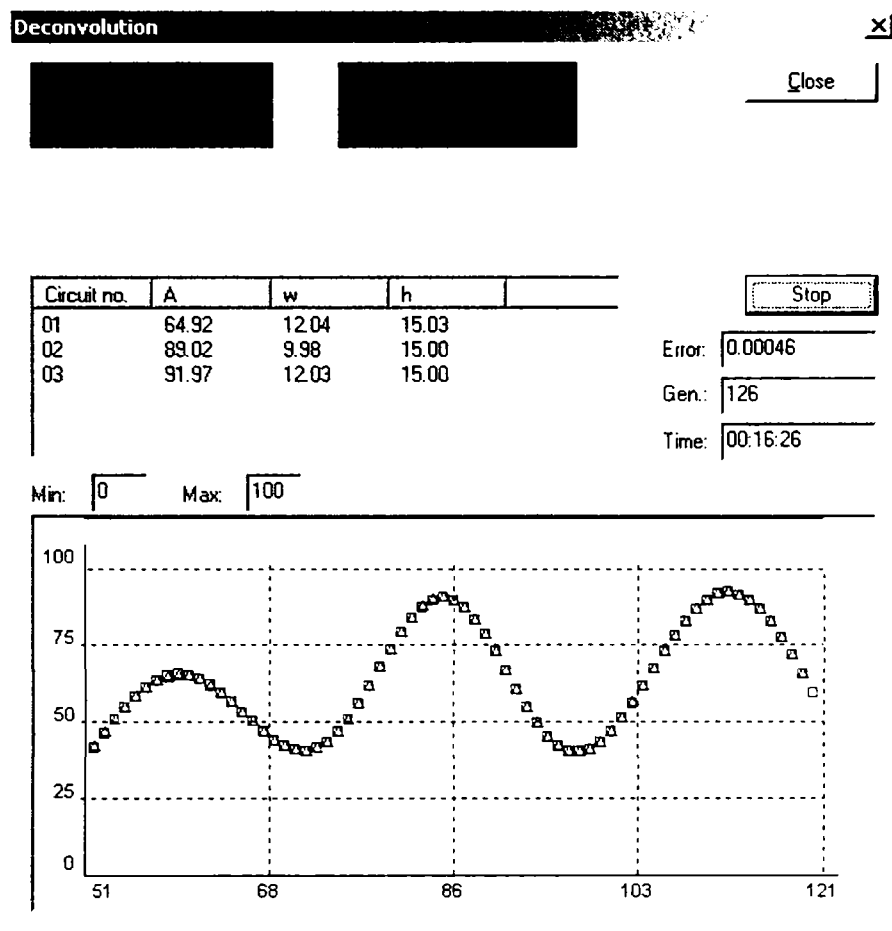 Deconvolution
Close
Circuit no. A w h
01 64.92 12.04 15.03
02 89.02 9.98 15.00
03 91.97 12.03 15.00
Stop
Error: 0.00046
Gen.: 126
Time: 00:16:26
Min: 0 Max: 100
100
75
50
25
0
51 68 86 103 121